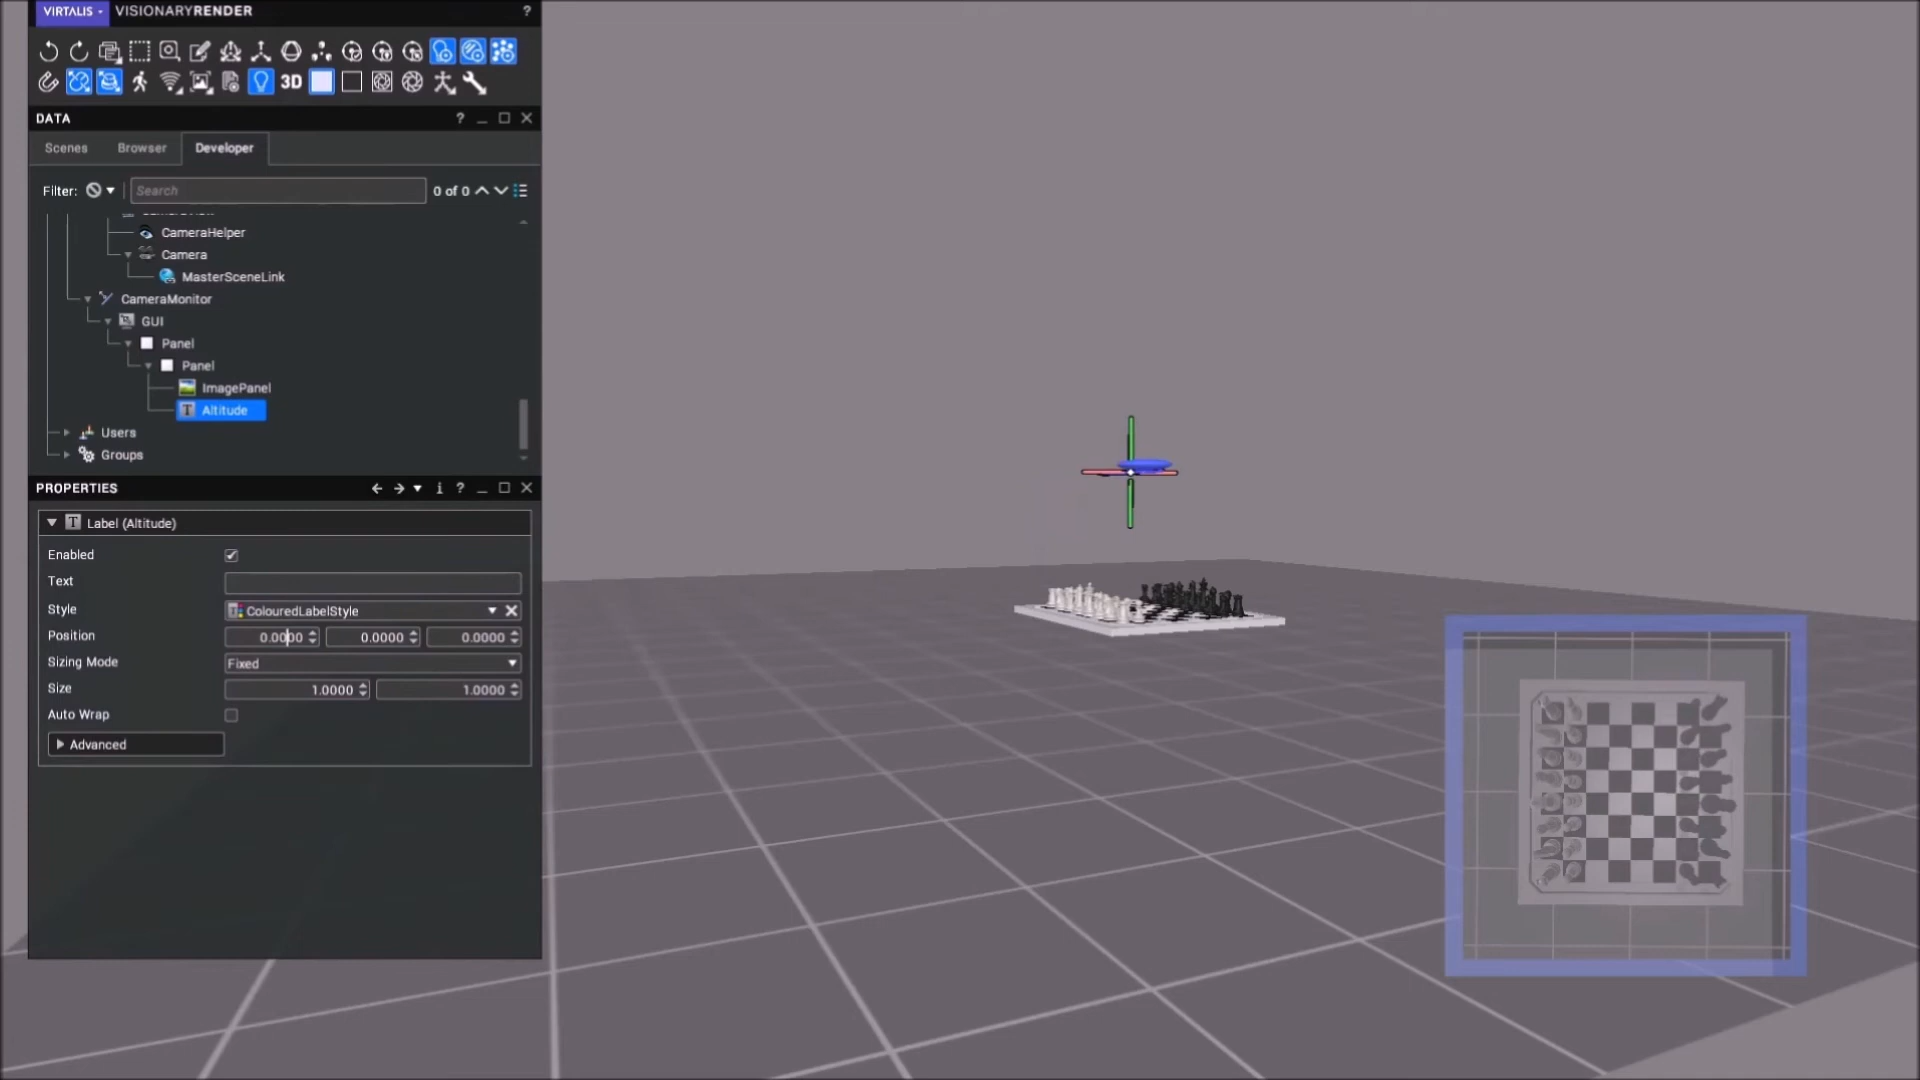 VIRTALIS VISIONARYRENDER ?
3D
DATA ?
Scenes Browser Developer
Filter: Search 0 of 0
CameraHelper
Camera
MasterSceneLink
CameraMonitor
GUI
Panel
Panel
ImagePanel
T Altitude
Users
Groups
PROPERTIES i ?
T Label (Altitude)
Enabled
Text
Style ColouredLabelStyle
Position 0.0000 0.0000 0.0000
Sizing Mode Fixed
Size 1.0000 1.0000
Auto Wrap
Advanced